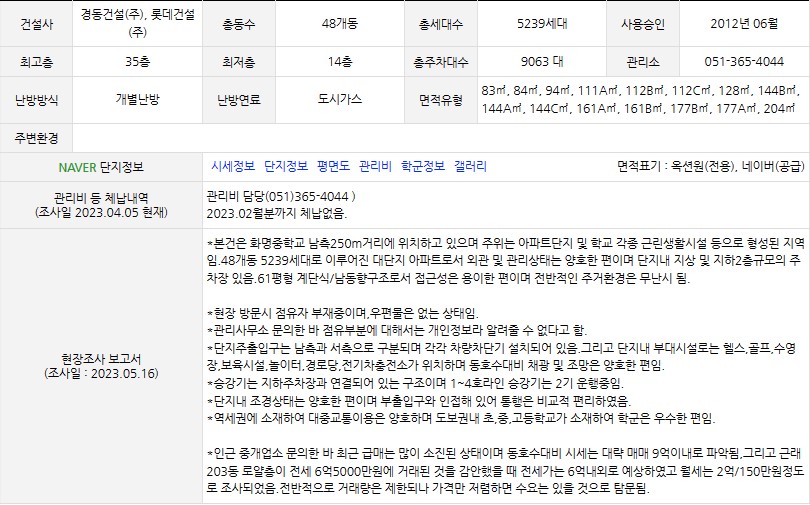 건설사 경동건설(주), 롯데건설(주) 총동수 48개동 총세대수 5239세대 사용승인 2012년 06월
최고층 35층 최저층 14층 총주차대수 9063 대 관리소 051-365-4044
난방방식 개별난방 난방연료 도시가스 면적유형 83㎡, 84㎡, 94㎡, 111A㎡, 112B㎡, 112C㎡, 128㎡, 144B㎡,
144A㎡, 144C㎡, 161A㎡, 161B㎡, 177B㎡, 177A㎡, 204㎡
주변환경
NAVER 단지정보 시세정보 단지정보 평면도 관리비 학군정보 갤러리 면적표기 : 옥션원(전용), 네이버(공급)
관리비 등 체납내역
(조사일 2023.04.05 현재)
관리비 담당(051)365-4044 )
2023.02월분까지 체납없음.
현장조사 보고서
(조사일 : 2023.05.16)
*본건은 화명중학교 남측250m거리에 위치하고 있으며 주위는 아파트단지 및 학교 각종 근린생활시설 등으로 형성된 지역
임.48개동 5239세대로 이루어진 대단지 아파트로서 외관 및 관리상태는 양호한 편이며 단지내 지상 및 지하2층규모의 주
차장 있음.61평형 계단식/남동향구조로서 접근성은 용이한 편이며 전반적인 주거환경은 무난시 됨.
*현장 방문시 점유자 부재중이며,우편물은 없는 상태임.
*관리사무소 문의한 바 점유부분에 대해서는 개인정보라 알려줄 수 없다고 함.
*단지주출입구는 남측과 서측으로 구분되며 각각 차량차단기 설치되어 있음.그리고 단지내 부대시설로는 헬스,골프,수영
장,보육시설,놀이터,경로당,전기차충전소가 위치하며 동호수대비 채광 및 조망은 양호한 편임.
*승강기는 지하주차장과 연결되어 있는 구조이며 1~4호라인 승강기는 2기 운행중임.
*단지내 조경상태는 양호한 편이며 부출입구와 인접해 있어 통행은 비교적 편리하였음.
*역세권에 소재하여 대중교통이용은 양호하며 도보권내 초,중,고등학교가 소재하여 학군은 우수한 편임.
*인근 중개업소 문의한 바 최근 급매는 많이 소진된 상태이며 동호수대비 시세는 대략 매매 9억이내로 파악됨,그리고 근래
203동 로얄층이 전세 6억5000만원에 거래된 것을 감안했을 때 전세가는 6억내외로 예상하였고 월세는 2억/150만원정도
로 조사되었음.전반적으로 거래량은 제한되나 가격만 저렴하면 수요는 있을 것으로 탐문됨.